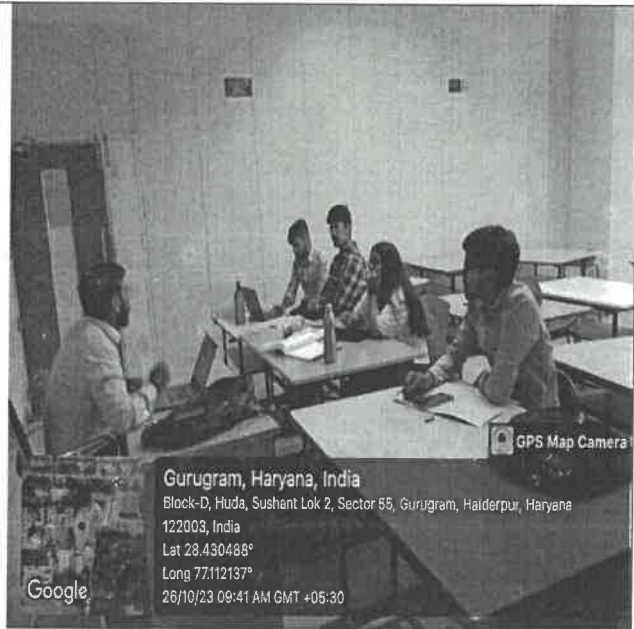 GPS Map Camera
Gurugram, Haryana, India
Block-D, Huda, Sushant Lok 2, Sector 55, Gurugram, Haiderpur, Haryana
122003, India
Lat 28.430488°
Long 77.112137°
26/10/23 09:41 AM GMT +05:30
Google